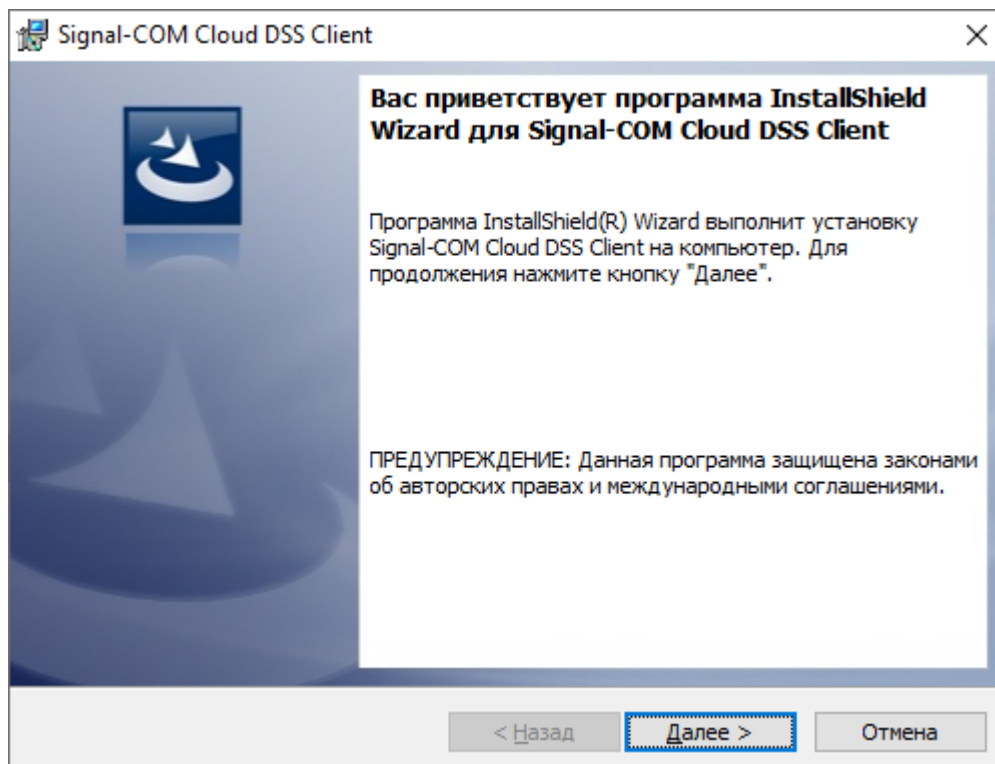 Signal-COM Cloud DSS Client
Вас приветствует программа InstallShield
Wizard для Signal-COM Cloud DSS Client
Программа InstallShield(R) Wizard выполнит установку
Signal-COM Cloud DSS Client на компьютер. Для
продолжения нажмите кнопку "Далее".
ПРЕДУПРЕЖДЕНИЕ: Данная программа защищена законами
об авторских правах и международными соглашениями.
< Назад
Далее >
Отмена